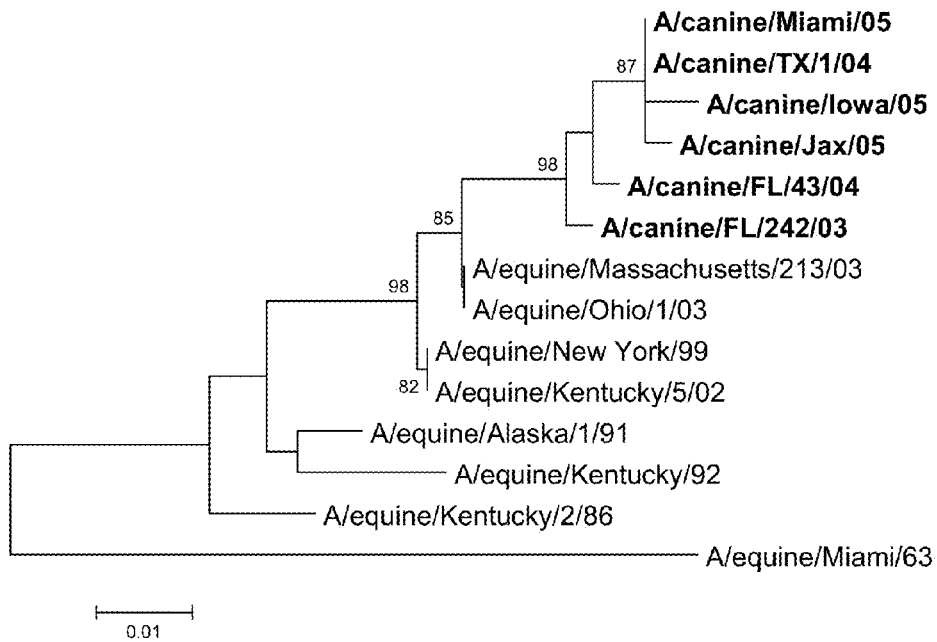 A/canine/Miami/05
87
A/canine/TX/1/04
A/canine/Iowa/05
A/canine/Jax/05
98
A/canine/FL/43/04
85
A/canine/FL/242/03
A/equine/Massachusetts/213/03
98
A/equine/Ohio/1/03
A/equine/New York/99
82
A/equine/Kentucky/5/02
A/equine/Alaska/1/91
A/equine/Kentucky/92
A/equine/Kentucky/2/86
A/equine/Miami/63
0.01